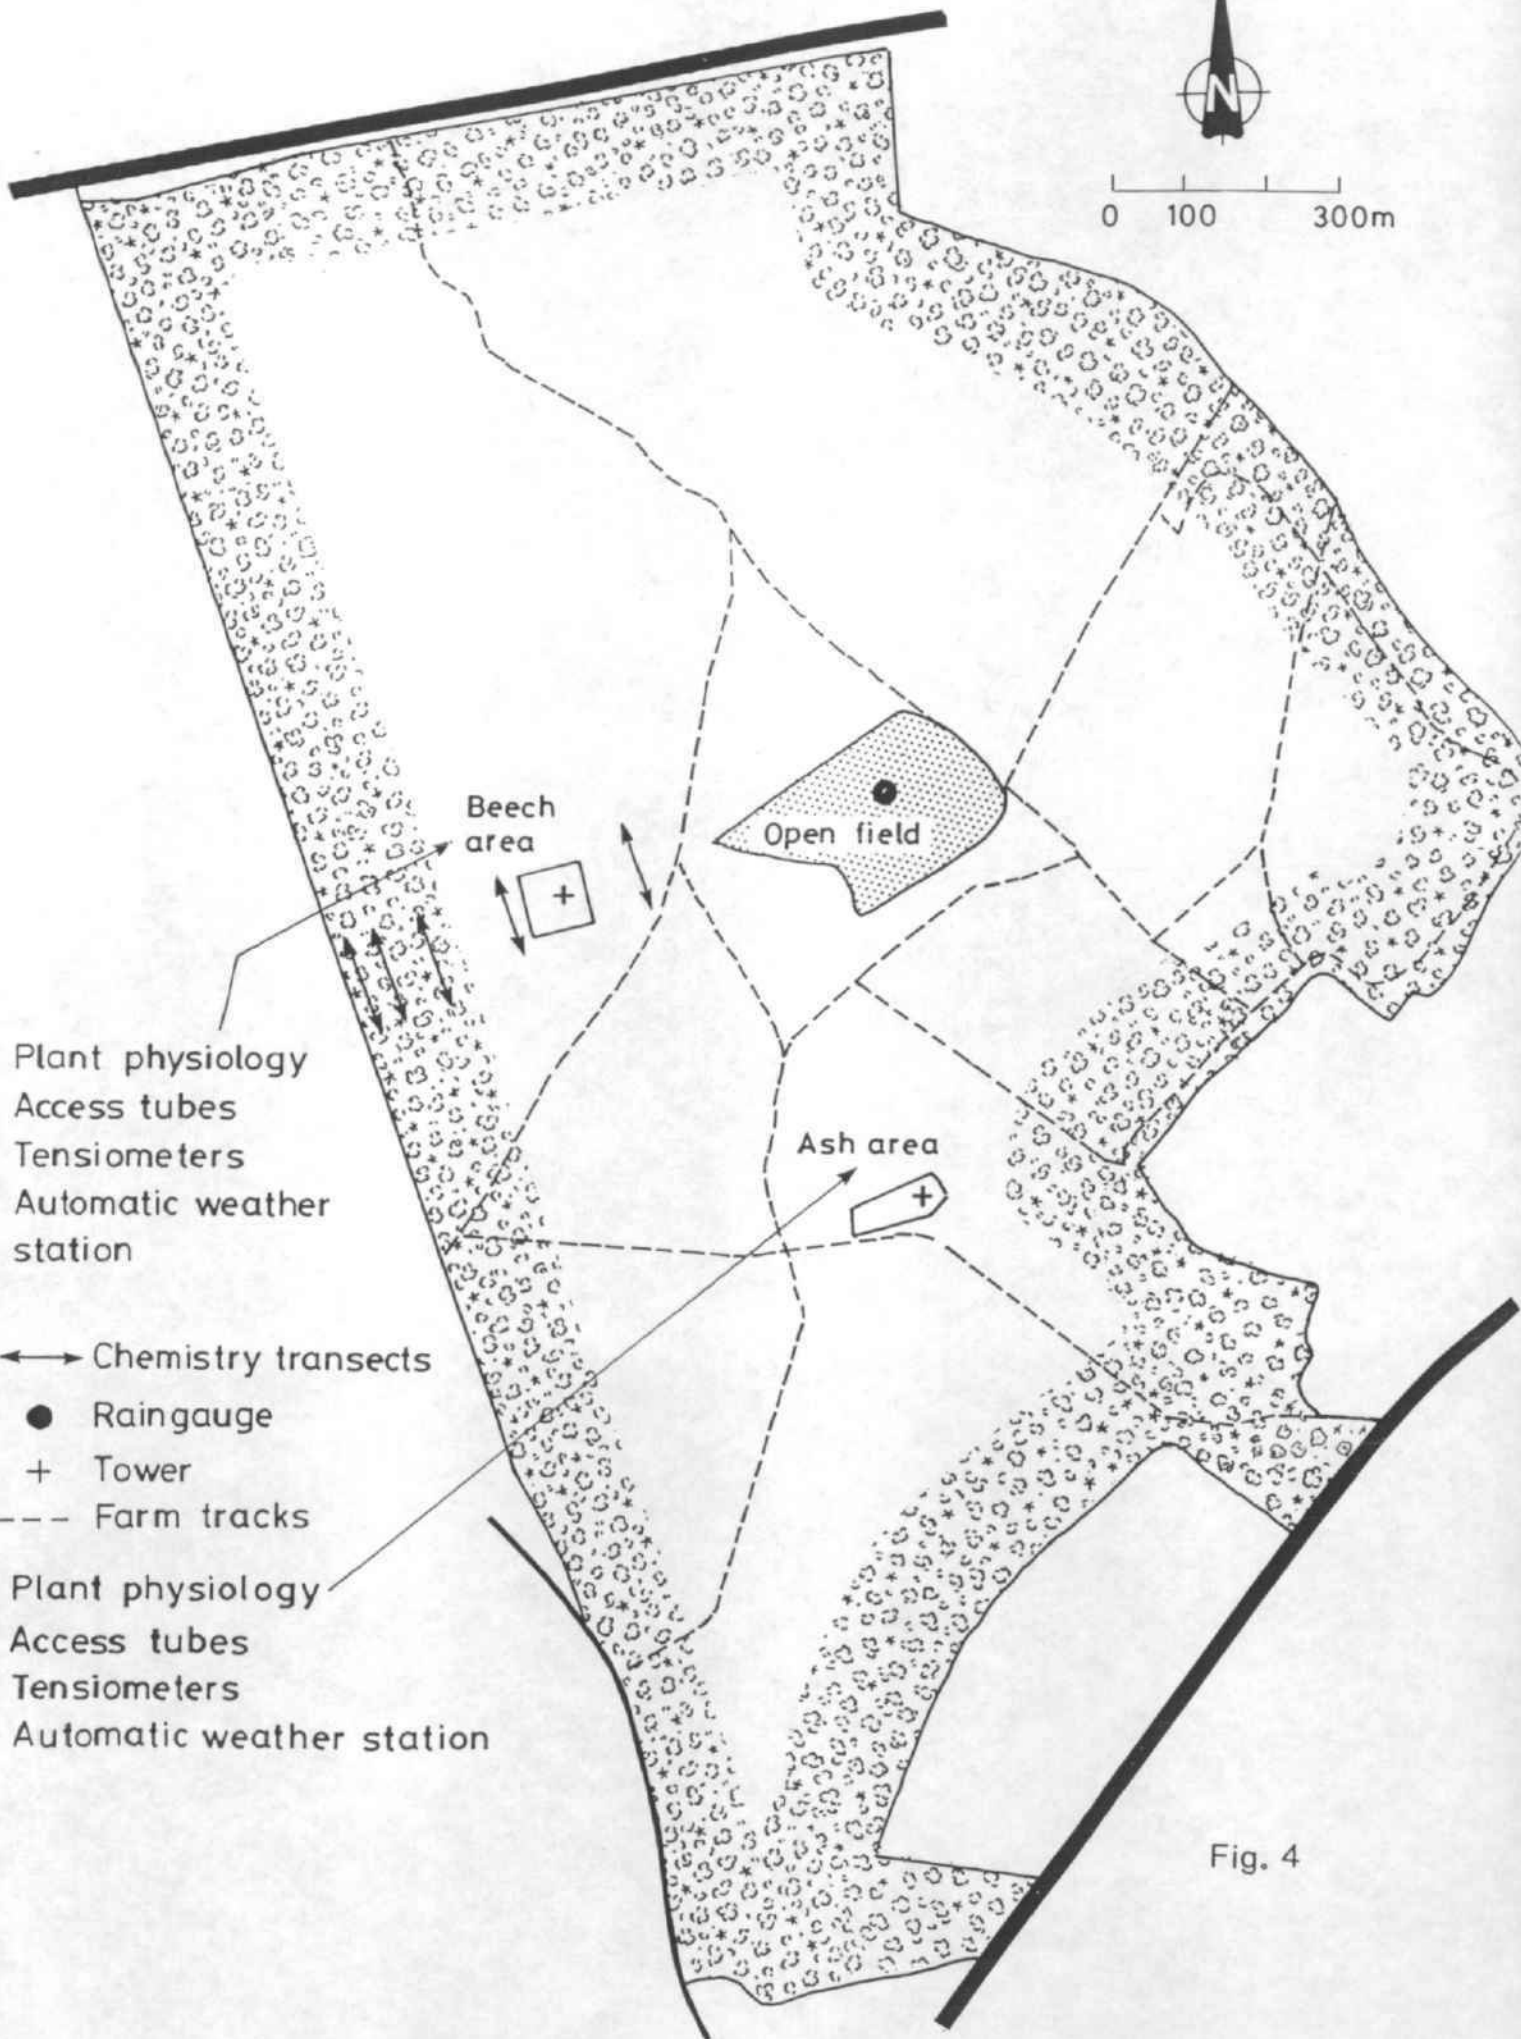 N
0 100 300m
Beech
area
Open field
Plant physiology
Access tubes
Tensiometers
Automatic weather
station
Ash area
Chemistry transects
Raingauge
Tower
Farm tracks
Plant physiology
Access tubes
Tensiometers
Automatic weather station
Fig. 4